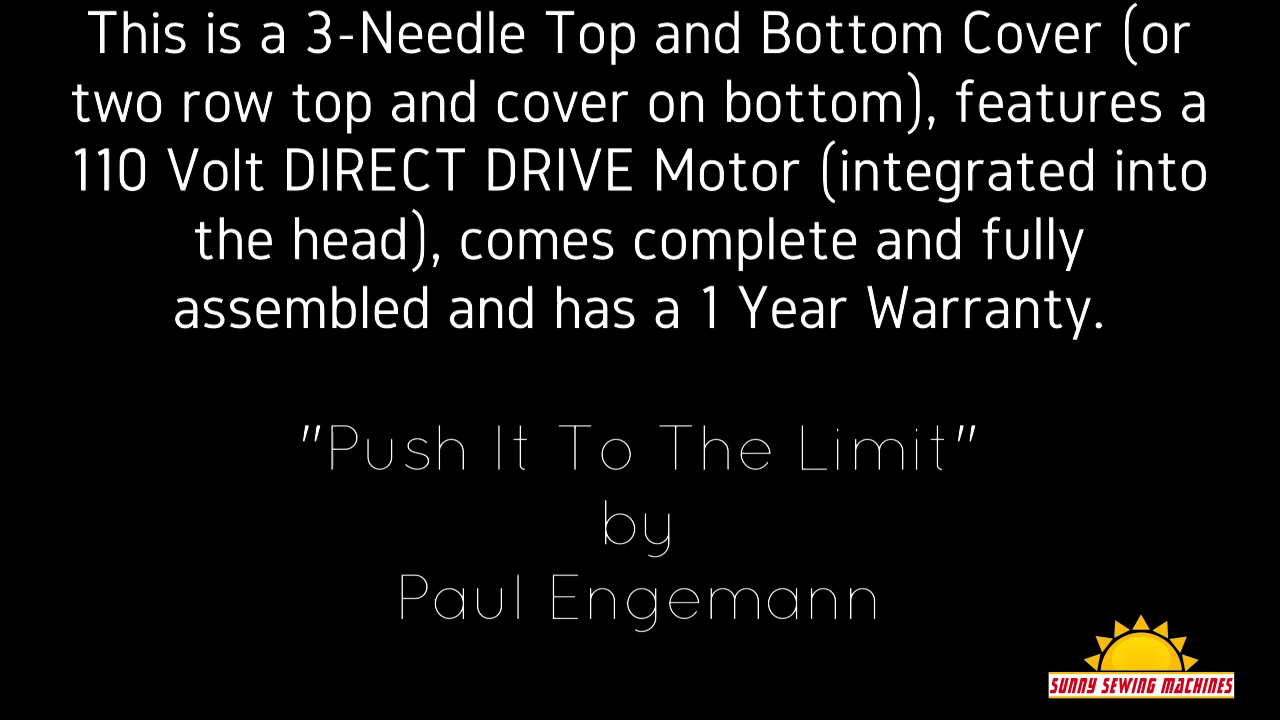 This is a 3-Needle Top and Bottom Cover (or
two row top and cover on bottom), features a
110 Volt DIRECT DRIVE Motor (integrated into
the head), comes complete and fully
assembled and has a 1 Year Warranty.
"Push It To The Limit"
by
Paul Engemann
SUNNY SEWING MACHINES